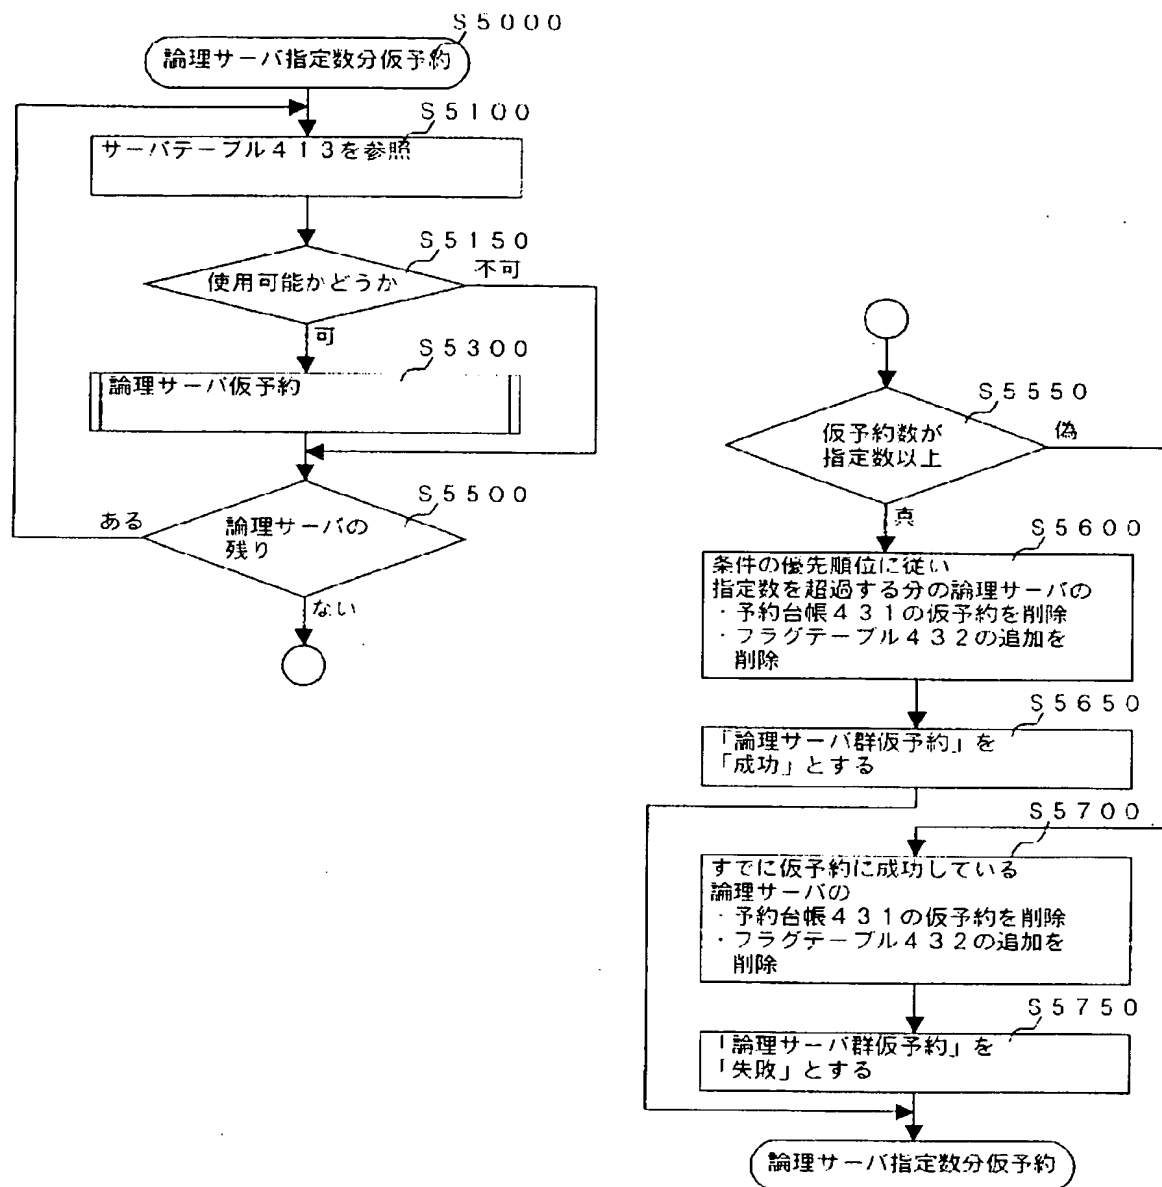 S5000
論理サーバ指定数分仮予約
S5100
サーバテーブル413を参照
S5150
使用可能かどうか
不可
可
S5300
論理サーバ仮予約
S5500
ある
論理サーバの
残り
ない
S5550
仮予約数が
指定数以上
偽
真
S5600
条件の優先順位に従い
指定数を超過する分の論理サーバの
・予約台帳431の仮予約を削除
・フラグテーブル432の追加を
削除
S5650
「論理サーバ群仮予約」を
「成功」とする
S5700
すでに仮予約に成功している
論理サーバの
・予約台帳431の仮予約を削除
・フラグテーブル432の追加を
削除
S5750
「論理サーバ群仮予約」を
「失敗」とする
論理サーバ指定数分仮予約